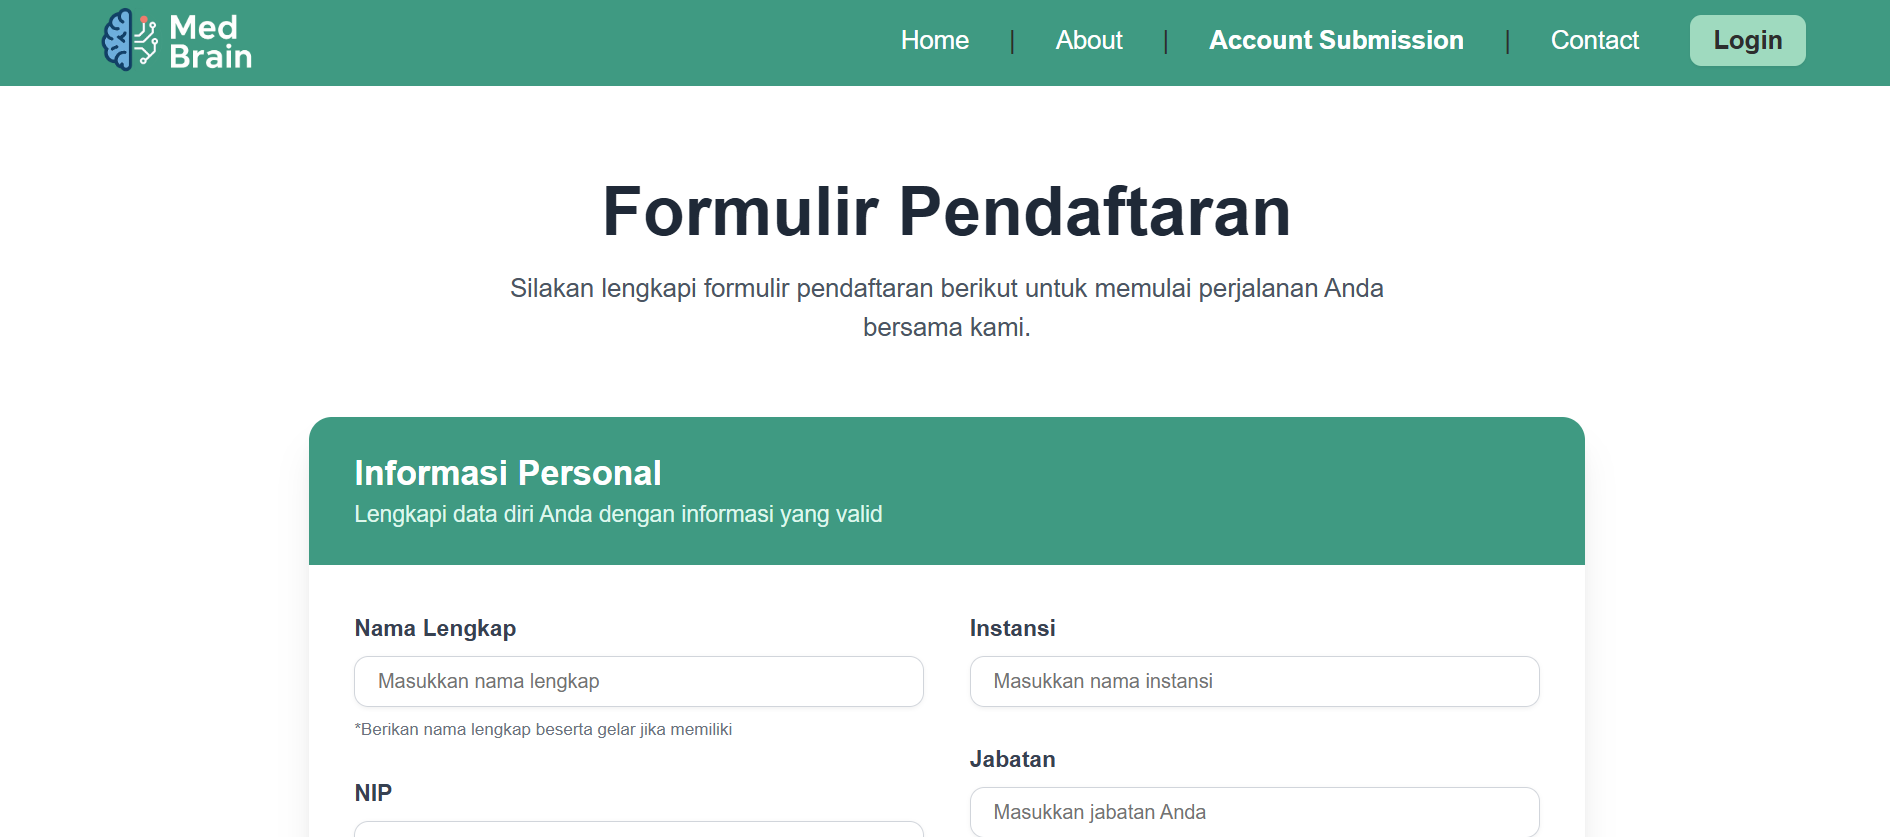 Med
Brain
Home | About | Account Submission | Contact Login
Formulir Pendaftaran
Silakan lengkapi formulir pendaftaran berikut untuk memulai perjalanan Anda
bersama kami.
Informasi Personal
Lengkapi data diri Anda dengan informasi yang valid
Nama Lengkap
Masukkan nama lengkap
*Berikan nama lengkap beserta gelar jika memiliki
NIP
Instansi
Masukkan nama instansi
Jabatan
Masukkan jabatan Anda